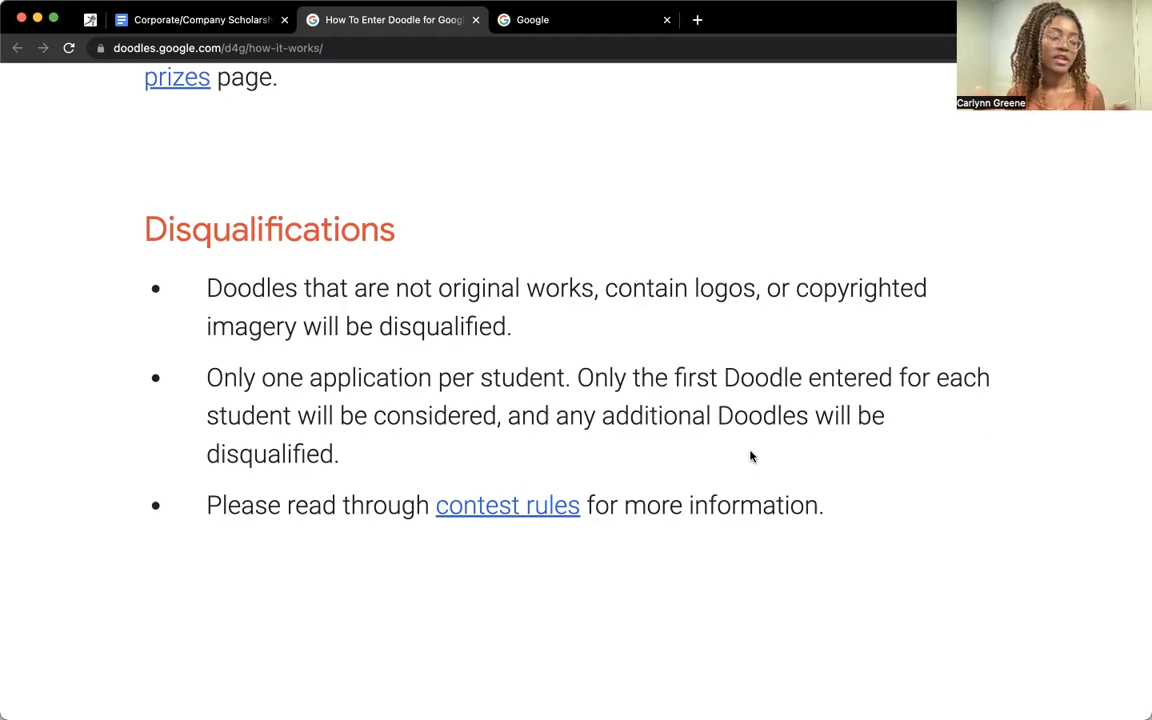 Corporate/Company Scholarsh
How To Enter Doodle for Goog
Google
doodles.google.com/d4g/how-it-works/
Carlynn Greene
prizes page.
Disqualifications
• Doodles that are not original works, contain logos, or copyrighted
imagery will be disqualified.
• Only one application per student. Only the first Doodle entered for each
student will be considered, and any additional Doodles will be
disqualified.
• Please read through contest rules for more information.